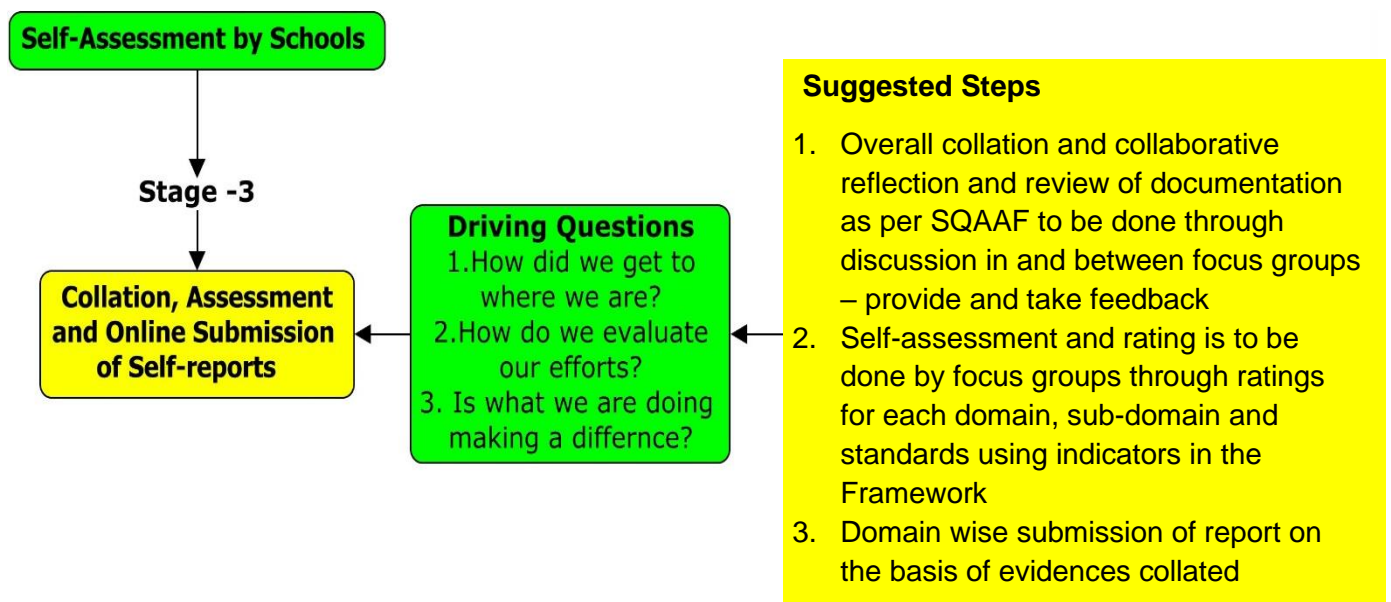 Self-Assessment by Schools
Stage -3
Collation, Assessment
and Online Submission
of Self-reports
Driving Questions
1.How did we get to
where we are?
2.How do we evaluate
our efforts?
3. Is what we are doing
making a differnce?
Suggested Steps
1. Overall collation and collaborative
reflection and review of documentation
as per SQAAF to be done through
discussion in and between focus groups
– provide and take feedback
2. Self-assessment and rating is to be
done by focus groups through ratings
for each domain, sub-domain and
standards using indicators in the
Framework
3. Domain wise submission of report on
the basis of evidences collated